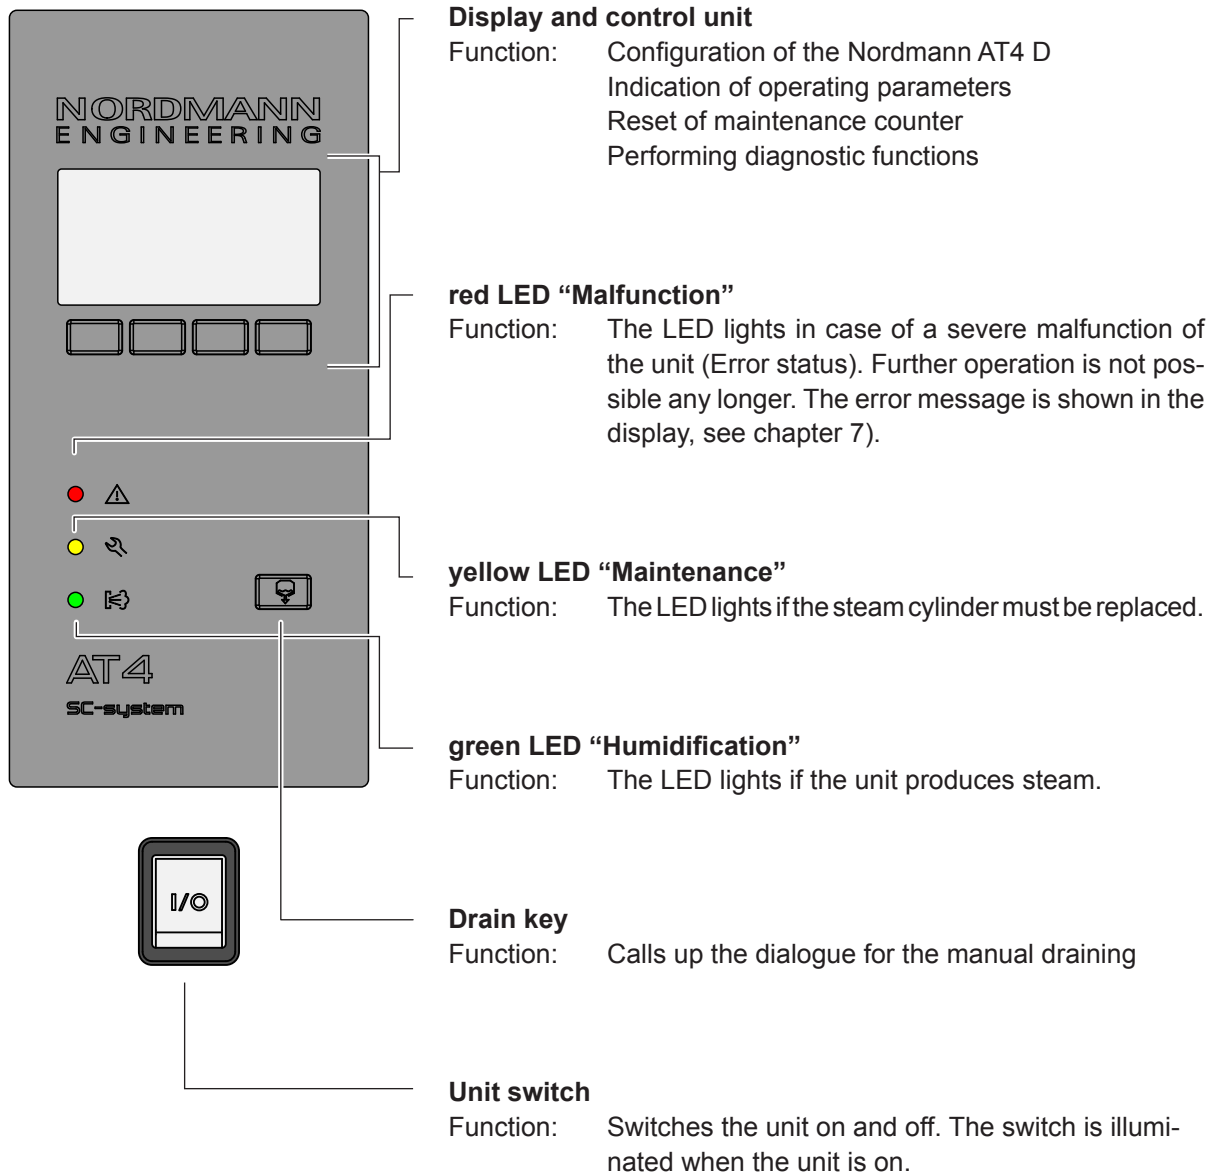 NORDMANN
ENGINEERING
AT4
SC-system
I/O
Display and control unit
Function: Configuration of the Nordmann AT4 D
Indication of operating parameters
Reset of maintenance counter
Performing diagnostic functions
red LED “Malfunction”
Function: The LED lights in case of a severe malfunction of
the unit (Error status). Further operation is not pos-
sible any longer. The error message is shown in the
display, see chapter 7).
yellow LED “Maintenance”
Function: The LED lights if the steam cylinder must be replaced.
green LED “Humidification”
Function: The LED lights if the unit produces steam.
Drain key
Function: Calls up the dialogue for the manual draining
Unit switch
Function: Switches the unit on and off. The switch is illumi-
nated when the unit is on.